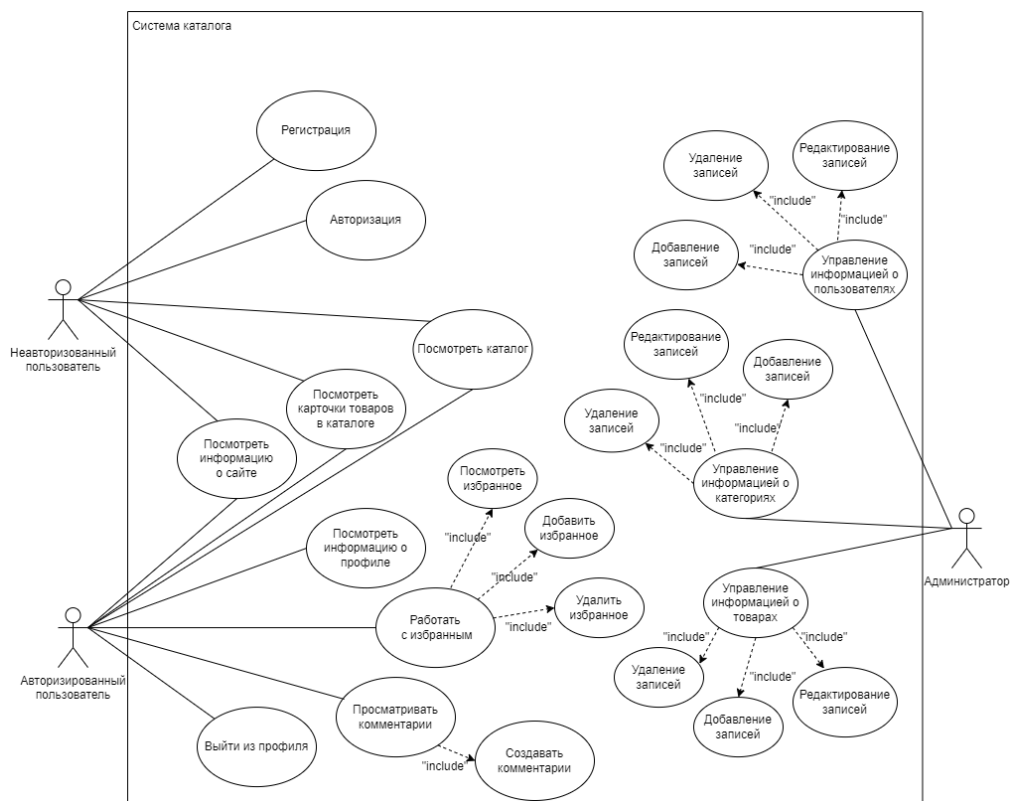 Система каталога
Регистрация
Авторизация
Неавторизованный
пользователь
Посмотреть каталог
Посмотреть
карточки товаров
в каталоге
Посмотреть
информацию
о сайте
Посмотреть
информацию о
профиле
Авторизированный
пользователь
Работать
с избранным
Посмотреть
избранное
"include"
Добавить
избранное
"include"
Удалить
избранное
"include"
Просматривать
комментарии
"include"
Создавать
комментарии
Выйти из профиля
Удаление
записей
Редактирование
записей
"include"
"include"
Добавление
записей
"include"
Управление
информацией о
пользователях
Редактирование
записей
Добавление
записей
"include"
"include"
Удаление
записей
"include"
Управление
информацией о
категориях
Администратор
Управление
информацией о
товарах
"include"
"include"
"include"
Удаление
записей
Добавление
записей
Редактирование
записей